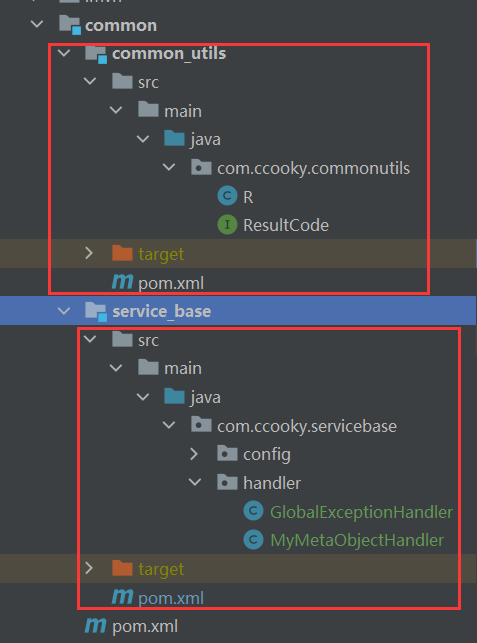 common
common_utils
src
main
java
com.ccooky.commonutils
R
ResultCode
target
pom.xml
service_base
src
main
java
com.ccooky.servicebase
config
handler
GlobalExceptionHandler
MyMetaObjectHandler
target
pom.xml
pom.xml